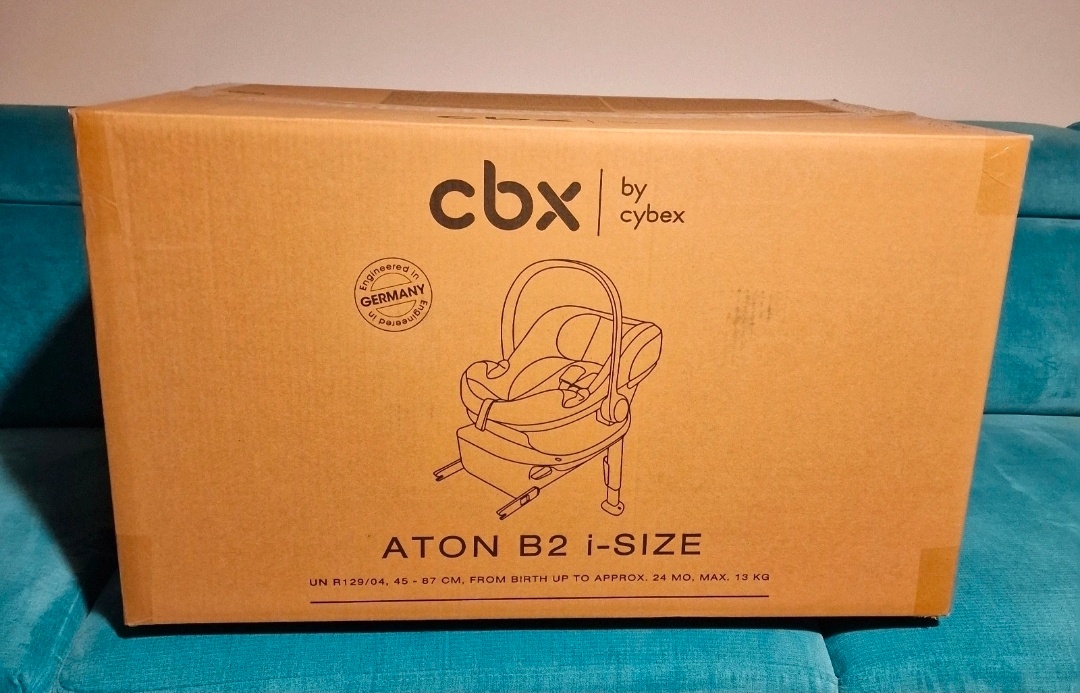 cbx
by
cybex
Engineered in
GERMANY
Engineered in
ATON B2 i-SIZE
UN R129/04, 45 - 87 CM, FROM BIRTH UP TO APPROX. 24 MO, MAX. 13 KG